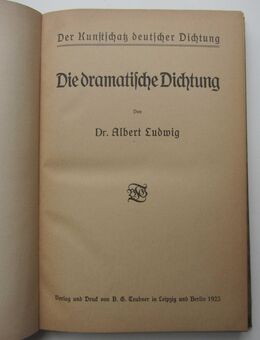 Der Kunstschatz deutscher Dichtung
Die dramatische Dichtung
Von
Dr. Albert Ludwig
Verlag und Druck von B. G. Teubner in Leipzig und Berlin 1923